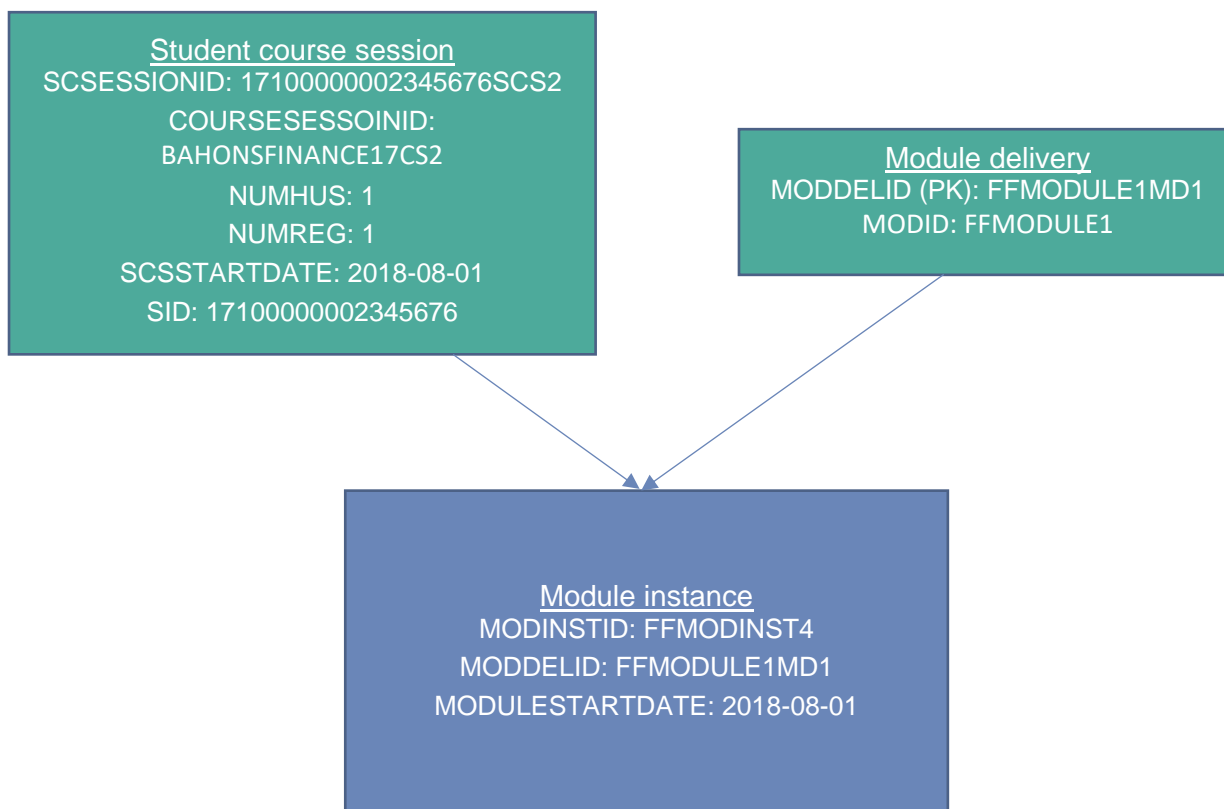 Student course session
SCSESSIONID: 17100000002345676SCS2
COURSESESSOINID:
BAHONSFINANCE17CS2
NUMHUS: 1
NUMREG: 1
SCSSTARTDATE: 2018-08-01
SID: 17100000002345676
Module delivery
MODDELID (PK): FFMODULE1MD1
MODID: FFMODULE1
Module instance
MODINSTID: FFMODINST4
MODDELID: FFMODULE1MD1
MODULESTARTDATE: 2018-08-01